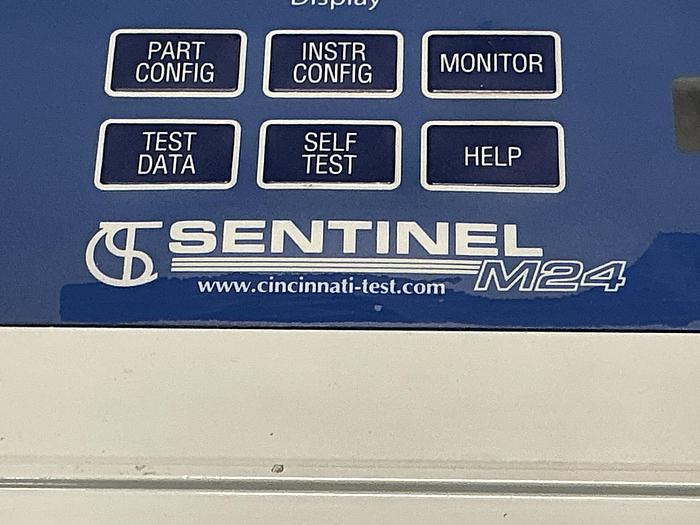 Display
PART CONFIG
INSTR CONFIG
MONITOR
TEST DATA
SELF TEST
HELP
SENTINEL
M24
www.cincinnati-test.com